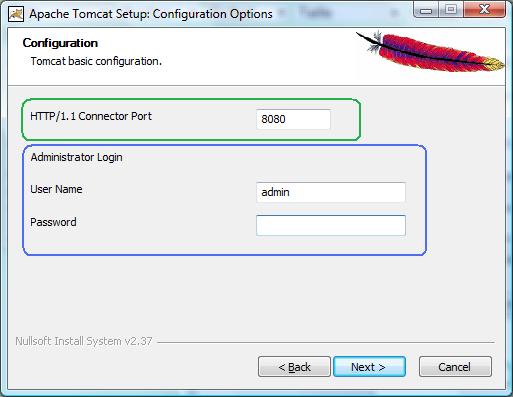 Apache Tomcat Setup: Configuration Options
Configuration
Tomcat basic configuration.
HTTP/1.1 Connector Port 8080
Administrator Login
User Name admin
Password
Nullsoft Install System v2.37
< Back Next > Cancel